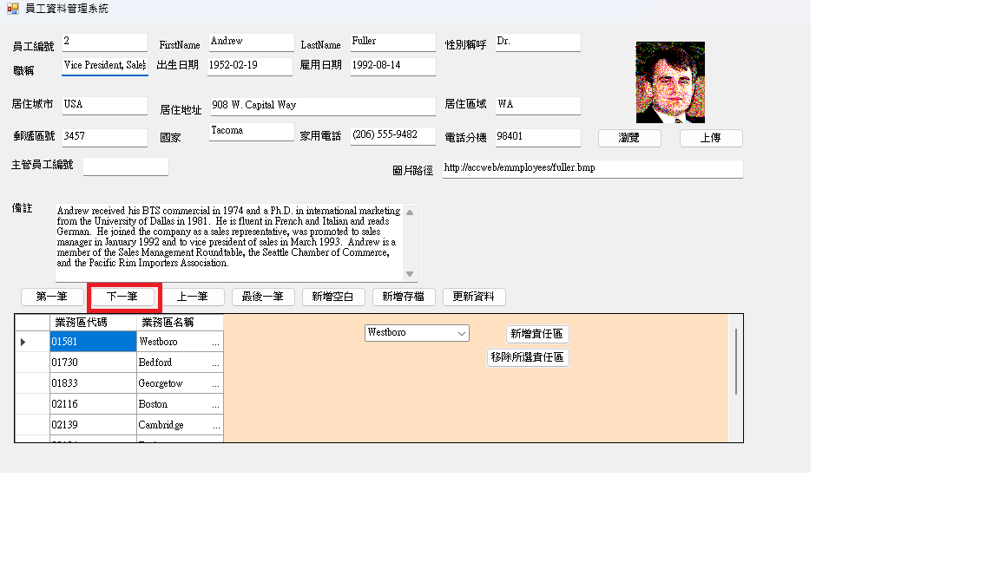 員工資料管理系統
員工編號 2 FirstName Andrew LastName Fuller 性別稱呼 Dr.
職稱 Vice President, Sales 出生日期 1952-02-19 雇用日期 1992-08-14
居住城市 USA 居住地址 908 W. Capital Way 居住區域 WA
郵遞區號 3457 國家 Tacoma 家用電話 (206) 555-9482 電話分機 98401 瀏覽 上傳
主管員工編號 圖片路徑 http://accweb/emmployees/fuller.bmp
備註
Andrew received his BTS commercial in 1974 and a Ph.D. in international marketing
from the University of Dallas in 1981.  He is fluent in French and Italian and reads
German.  He joined the company as a sales representative, was promoted to sales
manager in January 1992 and to vice president of sales in March 1993.  Andrew is a
member of the Sales Management Roundtable, the Seattle Chamber of Commerce,
and the Pacific Rim Importers Association.
第一筆 下一筆 上一筆 最後一筆 新增空白 新增存檔 更新資料
業務區代碼 業務區名稱
01581 Westboro ... Westboro 新增責任區
移除所選責任區
01730 Bedford ...
01833 Georgetow ...
02116 Boston ...
02139 Cambridge ...